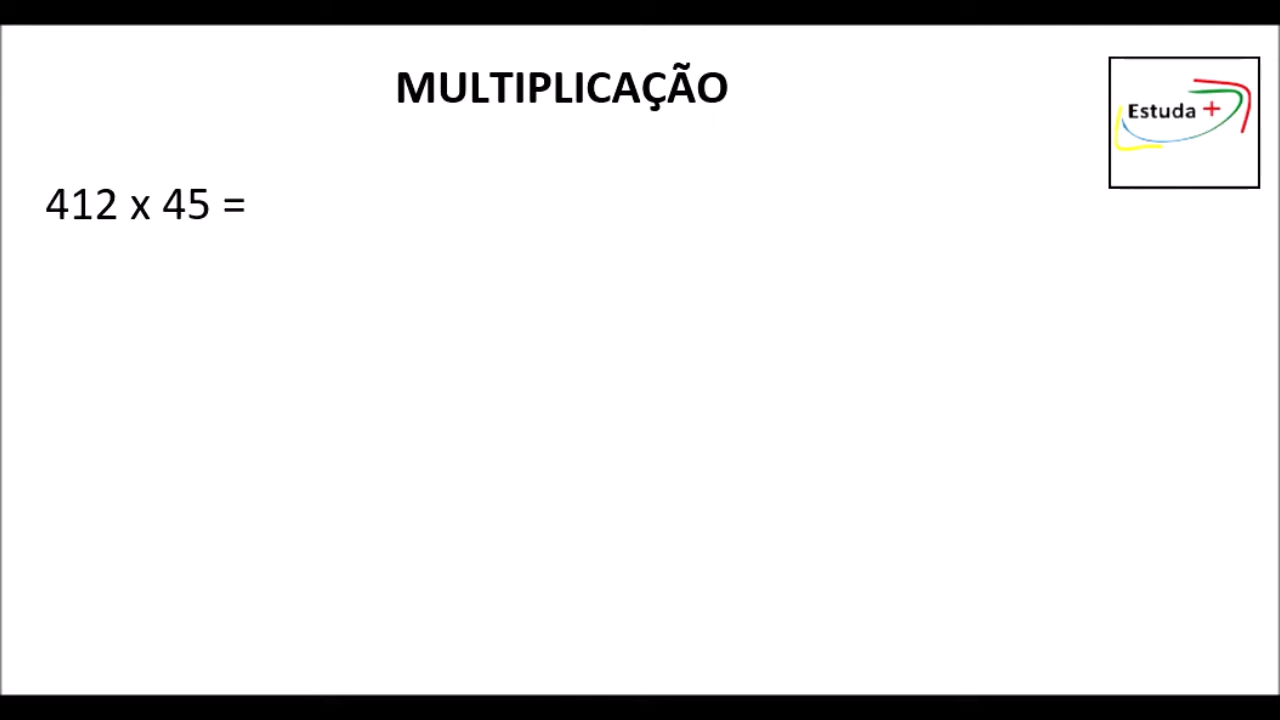 MULTIPLICAÇÃO
Estuda +
412 x 45 =